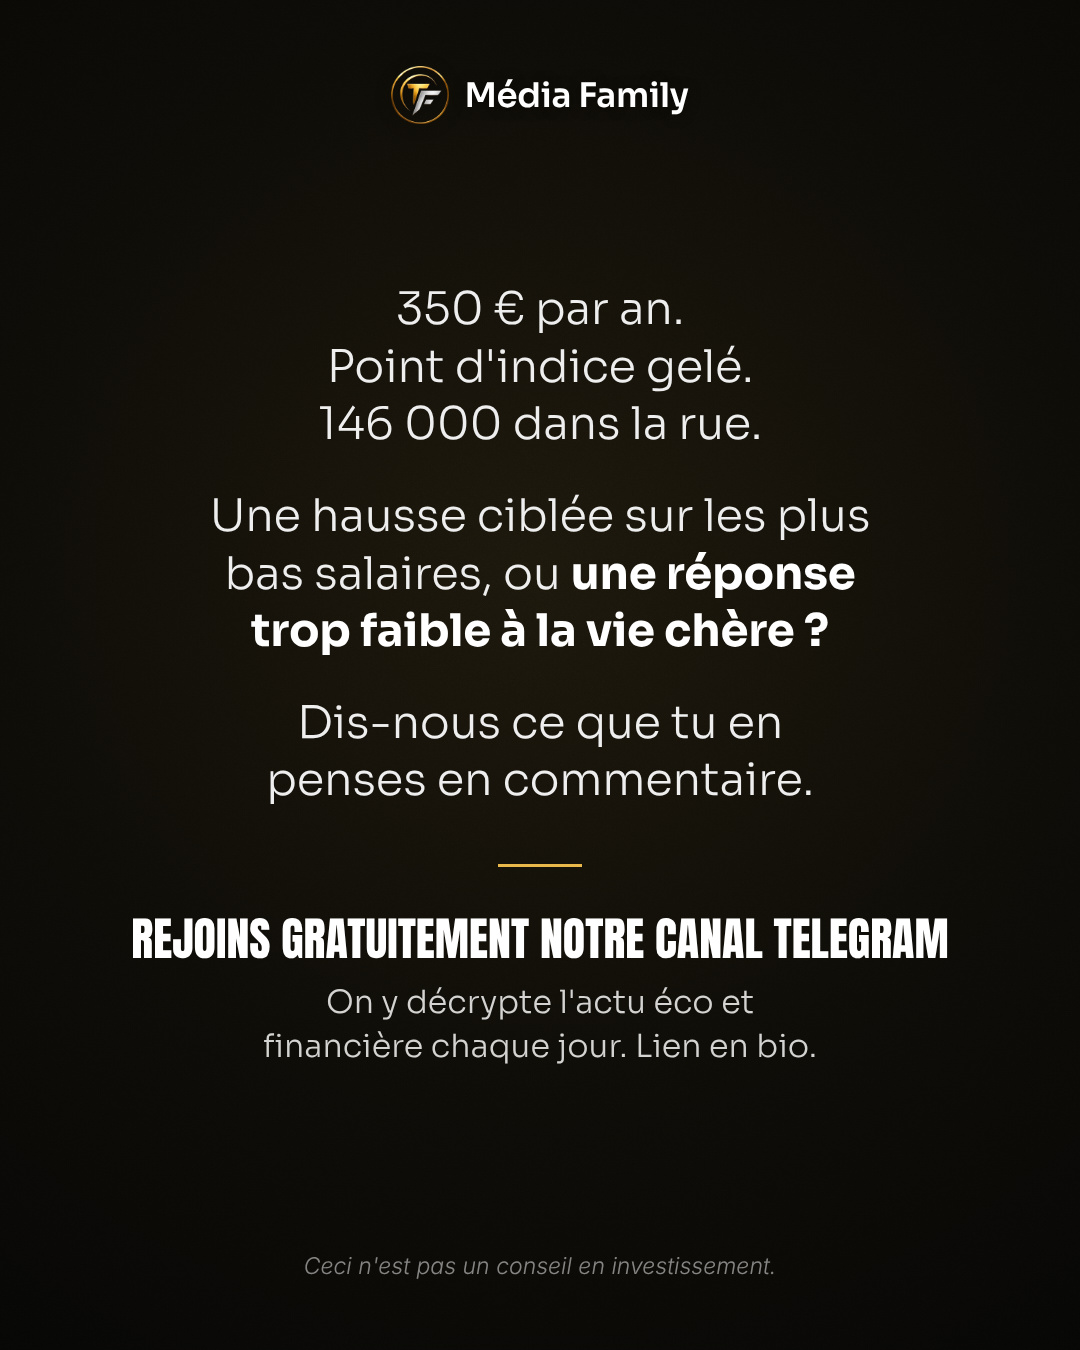 TF Média Family
350 € par an.
Point d'indice gelé.
146 000 dans la rue.
Une hausse ciblée sur les plus
bas salaires, ou une réponse
trop faible à la vie chère ?
Dis-nous ce que tu en
penses en commentaire.
REJOINS GRATUITEMENT NOTRE CANAL TELEGRAM
On y décrypte l'actu éco et
financière chaque jour. Lien en bio.
Ceci n'est pas un conseil en investissement.